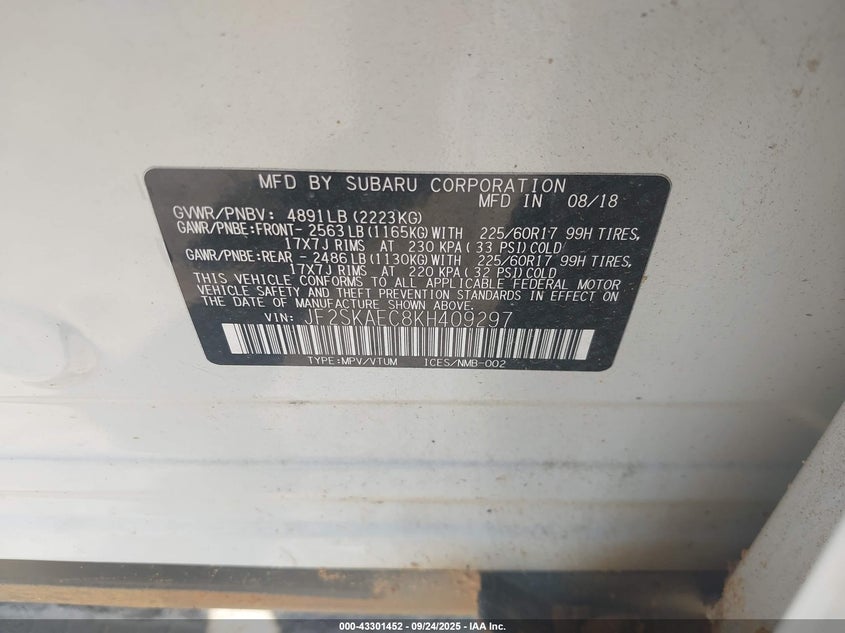 MFD BY SUBARU CORPORATION
MFD IN 08/18
GVWR/PNBV: 4891LB (2223KG)
GAWR/PNBE:FRONT- 2563LB (1165KG) WITH 225/60R17 99H TIRES,
17X7J RIMS AT 230 KPA ( 33 PSI) COLD
GAWR/PNBE:REAR - 2486LB (1130KG) WITH 225/60R17 99H TIRES,
17X7J RIMS AT 220 KPA ( 32 PSI) COLD
THIS VEHICLE CONFORMS TO ALL APPLICABLE FEDERAL MOTOR
VEHICLE SAFETY AND THEFT PREVENTION STANDARDS IN EFFECT ON
THE DATE OF MANUFACTURE SHOWN ABOVE.
VIN: JF2SKAEC8KH409297
TYPE:MPV/VTUM ICES/NMB-002
000-43301452 - 09/24/2025 - IAA Inc.